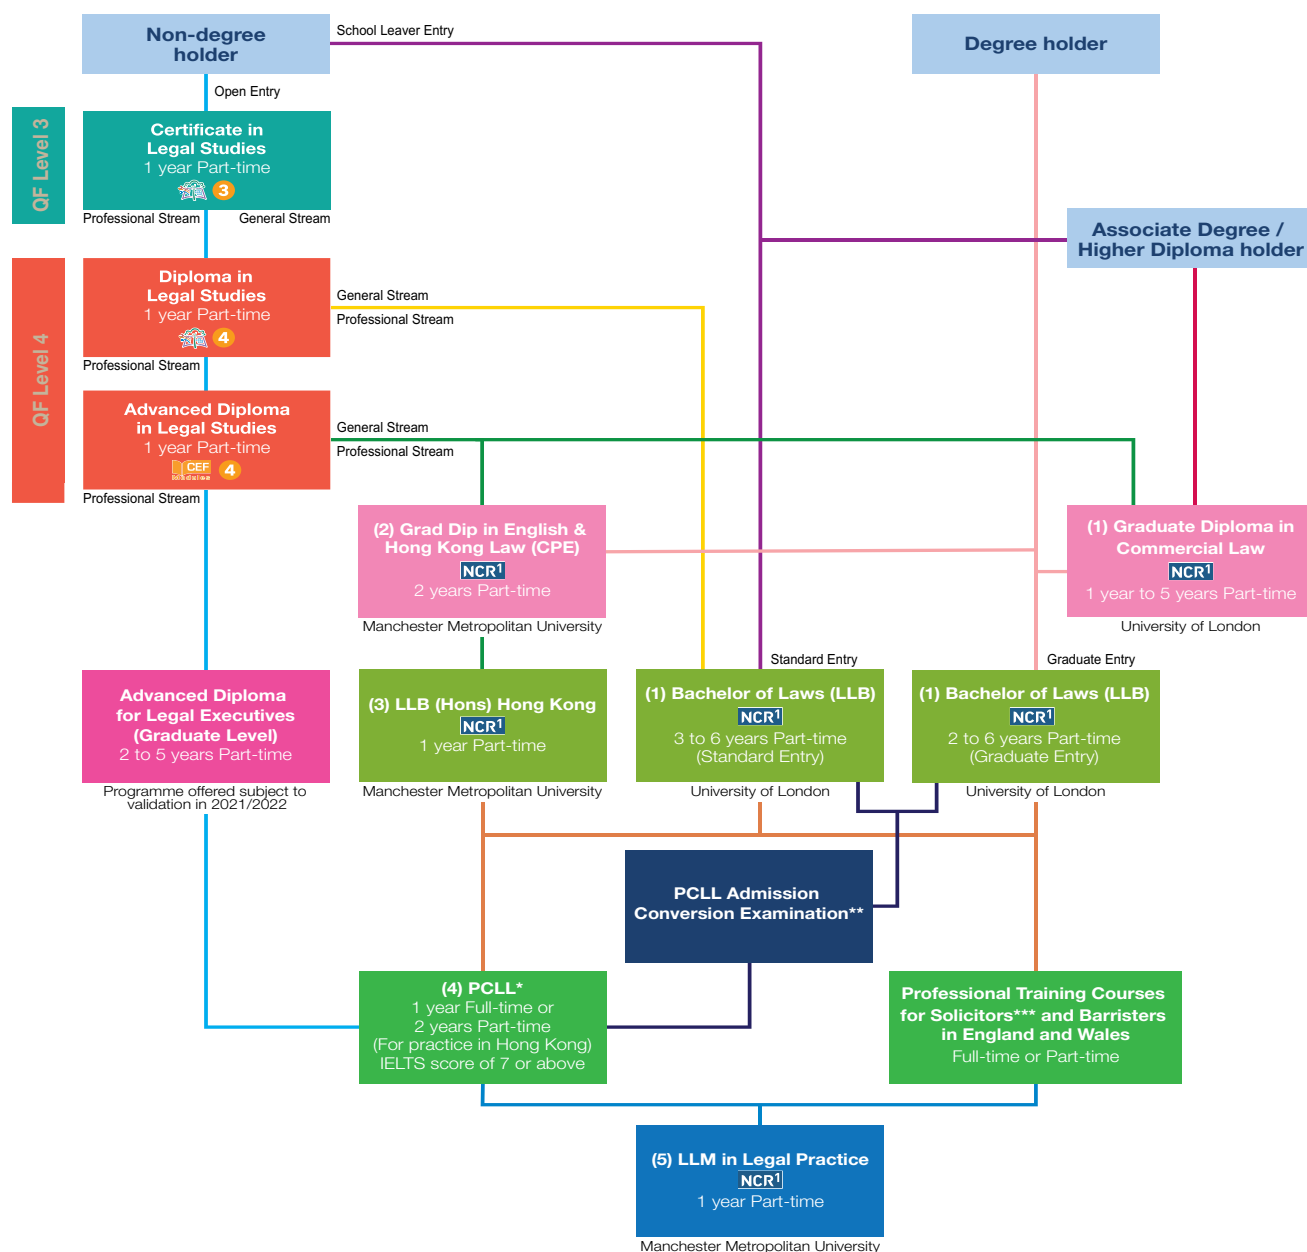 Non-degree
holder
School Leaver Entry
Degree holder
Open Entry
QF Level 3
Certificate in
Legal Studies
1 year Part-time
3
Professional Stream
General Stream
Associate Degree /
Higher Diploma holder
QF Level 4
Diploma in
Legal Studies
1 year Part-time
4
General Stream
Professional Stream
Professional Stream
Advanced Diploma
in Legal Studies
1 year Part-time
CEF
Modules
4
General Stream
Professional Stream
Professional Stream
(2) Grad Dip in English &
Hong Kong Law (CPE)
NCR1
2 years Part-time
Manchester Metropolitan University
(1) Graduate Diploma in
Commercial Law
NCR1
1 year to 5 years Part-time
University of London
Standard Entry
Graduate Entry
Advanced Diploma
for Legal Executives
(Graduate Level)
2 to 5 years Part-time
Programme offered subject to
validation in 2021/2022
(3) LLB (Hons) Hong Kong
NCR1
1 year Part-time
Manchester Metropolitan University
(1) Bachelor of Laws (LLB)
NCR1
3 to 6 years Part-time
(Standard Entry)
University of London
(1) Bachelor of Laws (LLB)
NCR1
2 to 6 years Part-time
(Graduate Entry)
University of London
PCLL Admission
Conversion Examination**
(4) PCLL*
1 year Full-time or
2 years Part-time
(For practice in Hong Kong)
IELTS score of 7 or above
Professional Training Courses
for Solicitors*** and Barristers
in England and Wales
Full-time or Part-time
(5) LLM in Legal Practice
NCR1
1 year Part-time
Manchester Metropolitan University